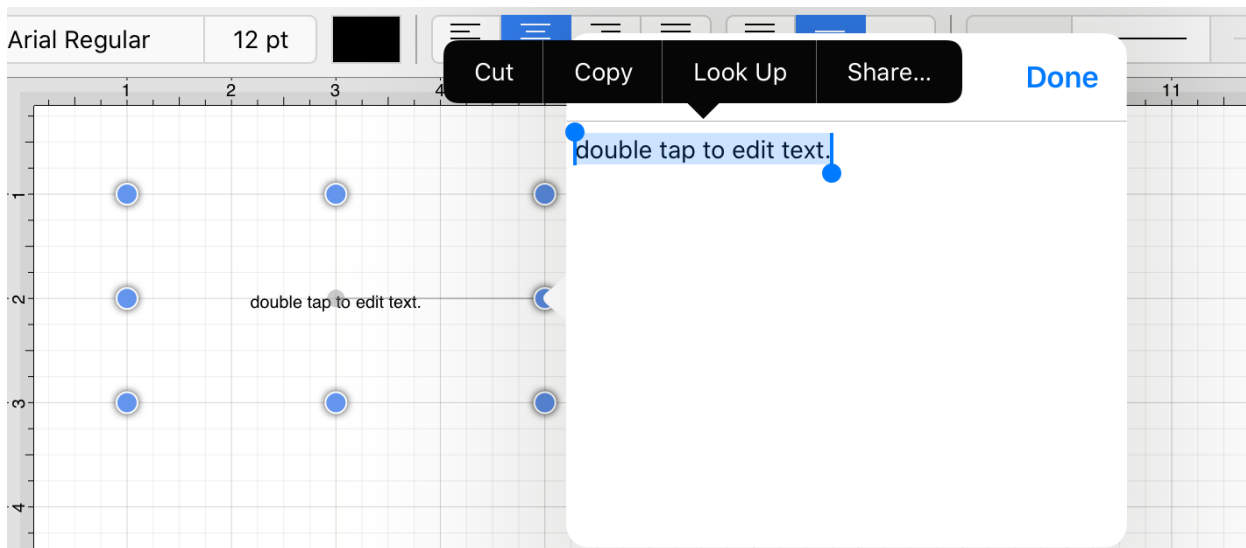 Arial Regular 12 pt
Cut Copy Look Up Share... Done
1 2 3 4 11
double tap to edit text.
1
2
double tap to edit text.
3
4